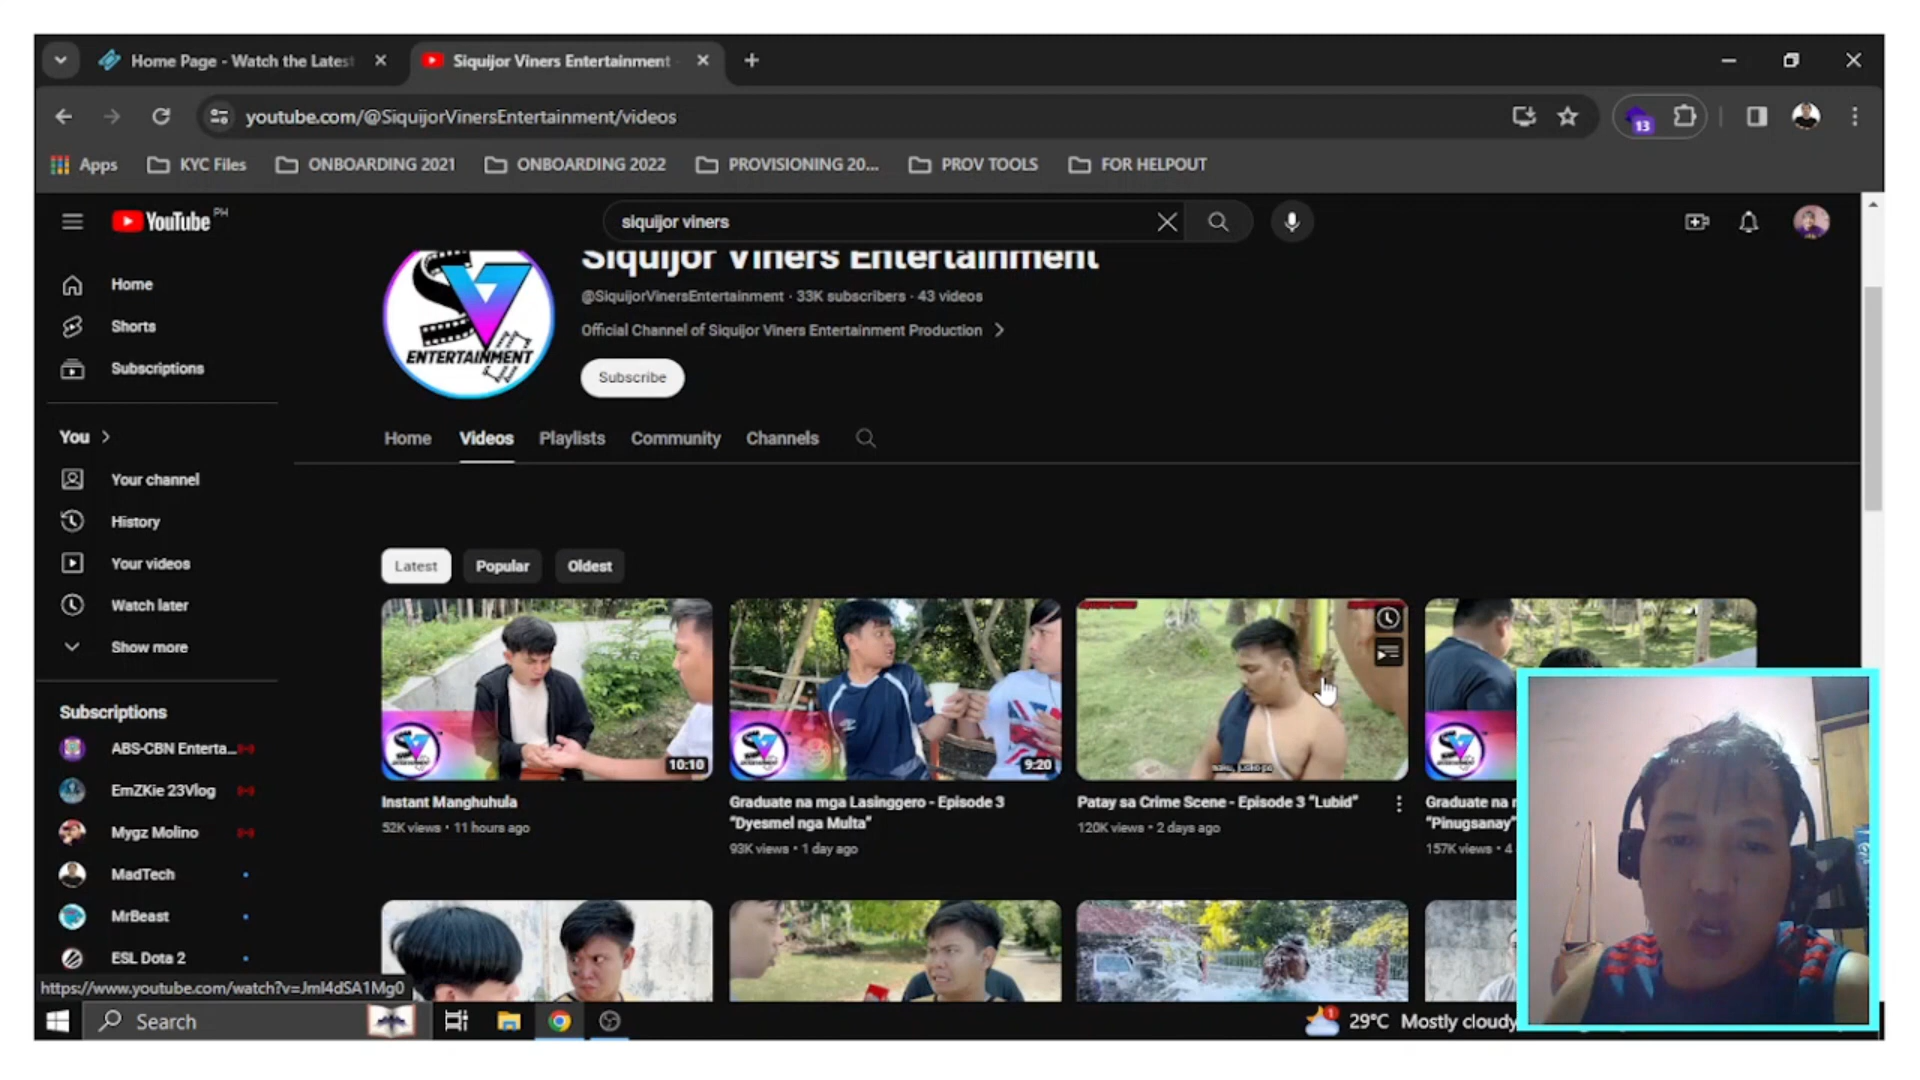 Home Page - Watch the Latest
Siquijor Viners Entertainment
youtube.com/@SiquijorVinersEntertainment/videos
13
Apps
KYC Files
ONBOARDING 2021
ONBOARDING 2022
PROVISIONING 20...
PROV TOOLS
FOR HELPOUT
YouTube PH
siquijor viners
Home
Shorts
Subscriptions
You
Your channel
History
Your videos
Watch later
Show more
Subscriptions
ABS-CBN Enterta...
EmZKie 23Vlog
Mygz Molino
MadTech
MrBeast
ESL Dota 2
https://www.youtube.com/watch?v=JmI4dSA1Mg0
ENTERTAINMENT
Siquijor Viners Entertainment
@SiquijorVinersEntertainment · 33K subscribers · 43 videos
Official Channel of Siquijor Viners Entertainment Production
Subscribe
Home
Videos
Playlists
Community
Channels
Latest
Popular
Oldest
10:10
Instant Manghuhula
52K views • 11 hours ago
9:20
Graduate na mga Lasinggero - Episode 3
"Dyesmel nga Multa"
93K views • 1 day ago
Patay sa Crime Scene - Episode 3 "Lubid"
120K views • 2 days ago
Graduate na
"Pinugsanay"
157K views • 4
Search
1
29°C Mostly cloudy